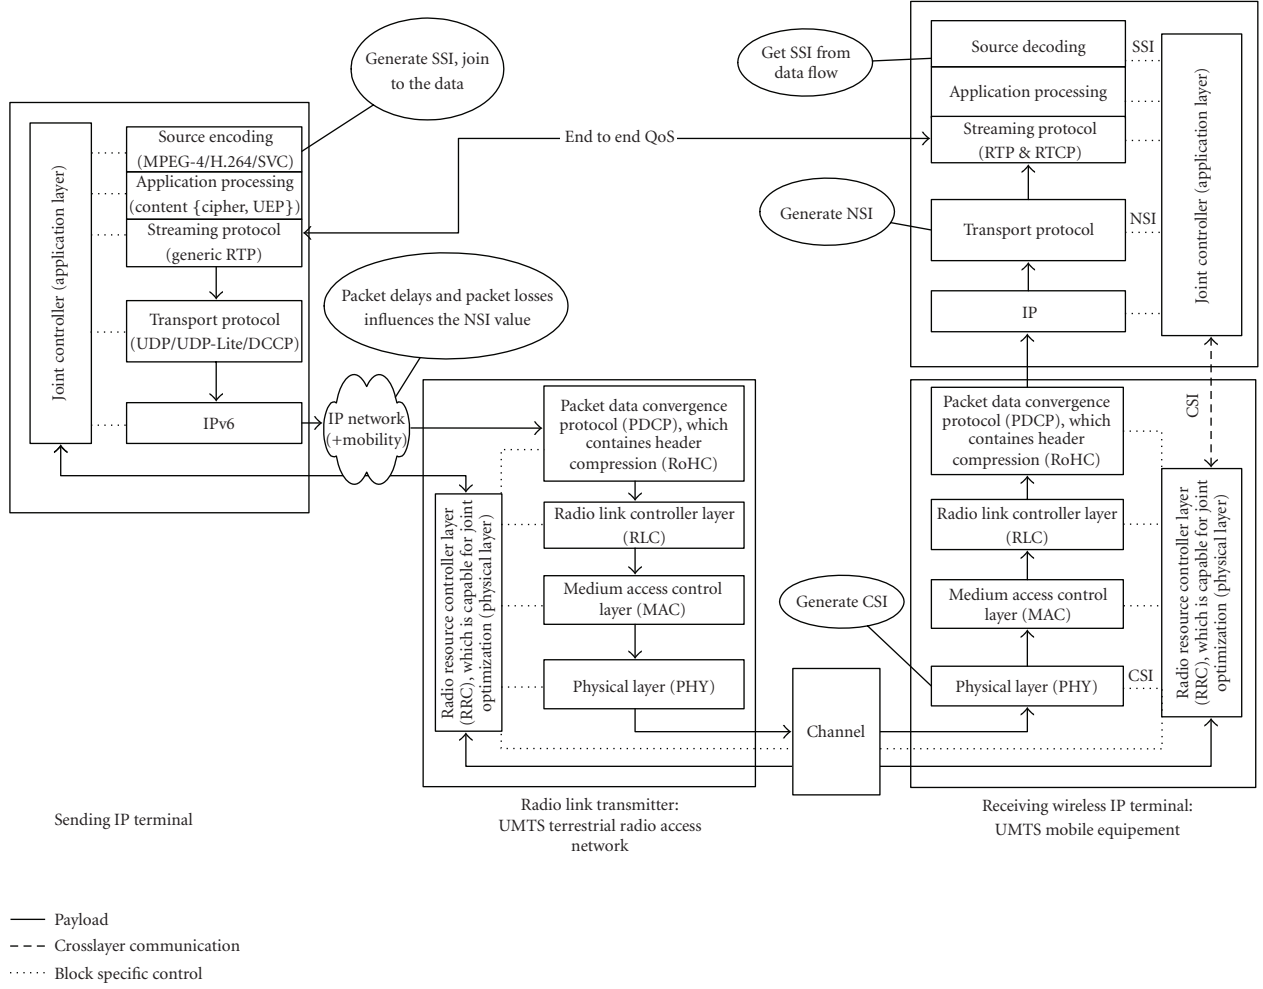 Generate SSI, join
to the data
Joint controller (application layer)
Source encoding
(MPEG-4/H.264/SVC)
Application processing
(content {cipher, UEP})
Streaming protocol
(generic RTP)
Transport protocol
(UDP/UDP-Lite/DCCP)
IPv6
Sending IP terminal
End to end QoS
Packet delays and packet losses
influences the NSI value
IP network
(+mobility)
Packet data convergence
protocol (PDCP), which
containes header
compression (RoHC)
Radio link controller layer
(RLC)
Medium access control
layer (MAC)
Physical layer (PHY)
Radio resource controller layer
(RRC), which is capable for joint
optimization (physical layer)
Radio link transmitter:
UMTS terrestrial radio access
network
Channel
Get SSI from
data flow
Source decoding
SSI
Application processing
Streaming protocol
(RTP & RTCP)
Generate NSI
Transport protocol
NSI
IP
Joint controller (application layer)
CSI
Packet data convergence
protocol (PDCP), which
containes header
compression (RoHC)
Radio link controller layer
(RLC)
Medium access control
layer (MAC)
Generate CSI
Physical layer (PHY)
CSI
Radio resource controller layer
(RRC), which is capable for joint
optimization (physical layer)
Receiving wireless IP terminal:
UMTS mobile equipement
Payload
Crosslayer communication
Block specific control